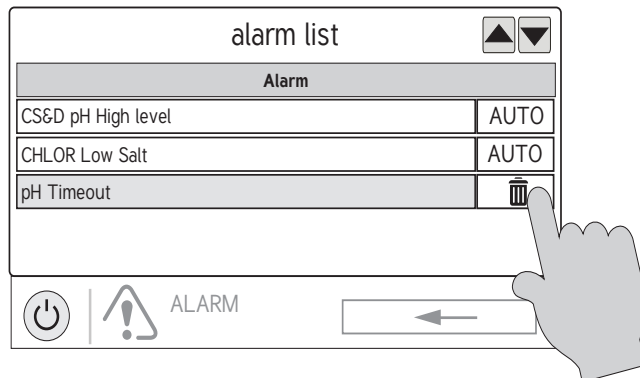 alarm list
Alarm
CS&D pH High level AUTO
CHLOR Low Salt AUTO
pH Timeout
ALARM